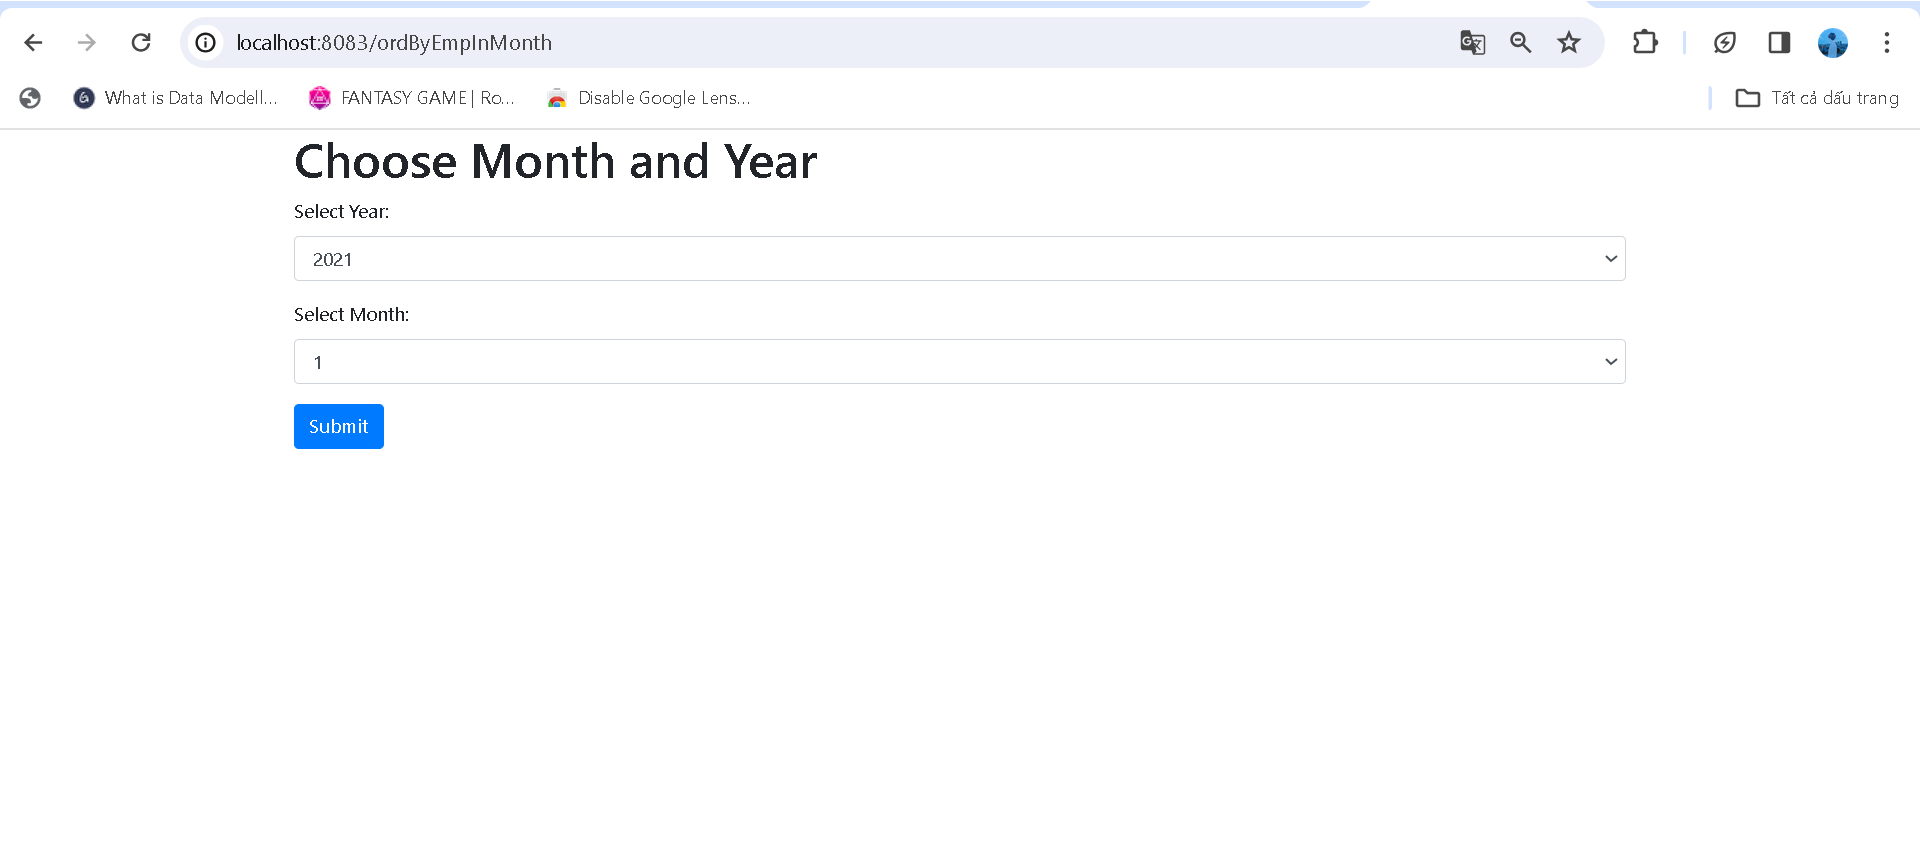 localhost:8083/ordByEmpInMonth
What is Data Modell... FANTASY GAME | Ro... Disable Google Lens... Tất cả dấu trang
Choose Month and Year
Select Year:
2021
Select Month:
1
Submit